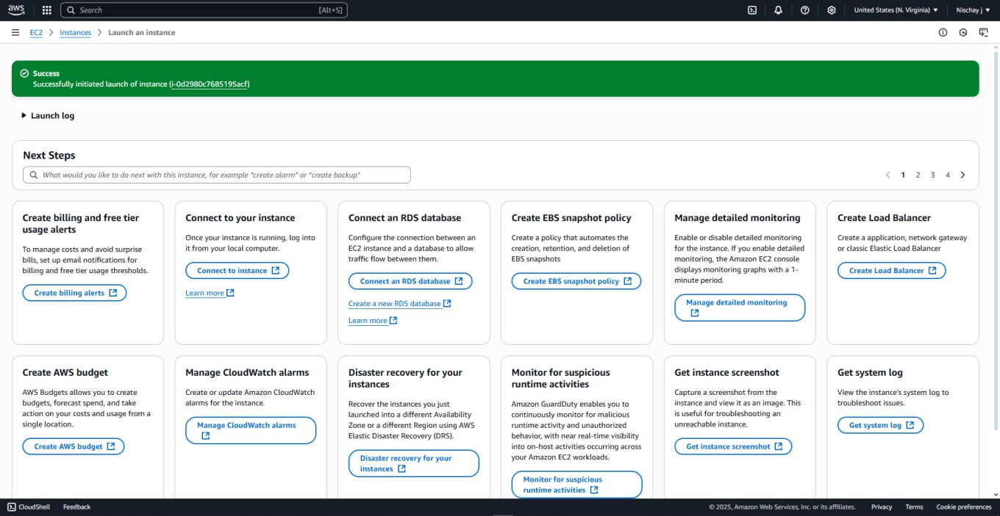 aws
Search [Alt+S]
United States (N. Virginia) ▼
Nischay j ▼
EC2 > Instances > Launch an instance
Success
Successfully initiated launch of instance (i-0d2980c7685195acf)
▶ Launch log
Next Steps
What would you like to do next with this instance, for example “create alarm” or “create backup”
< 1 2 3 4 >
Create billing and free tier
usage alerts
To manage costs and avoid surprise
bills, set up email notifications for
billing and free tier usage thresholds.
Create billing alerts
Connect to your instance
Once your instance is running, log into
it from your local computer.
Connect to instance
Learn more
Connect an RDS database
Configure the connection between an
EC2 instance and a database to allow
traffic flow between them.
Connect an RDS database
Create a new RDS database
Learn more
Create EBS snapshot policy
Create a policy that automates the
creation, retention, and deletion of
EBS snapshots
Create EBS snapshot policy
Manage detailed monitoring
Enable or disable detailed monitoring
for the instance. If you enable detailed
monitoring, the Amazon EC2 console
displays monitoring graphs with a 1-
minute period.
Manage detailed monitoring
Create Load Balancer
Create a application, network gateway
or classic Elastic Load Balancer
Create Load Balancer
Create AWS budget
AWS Budgets allows you to create
budgets, forecast spend, and take
action on your costs and usage from a
single location.
Create AWS budget
Manage CloudWatch alarms
Create or update Amazon CloudWatch
alarms for the instance.
Manage CloudWatch alarms
Disaster recovery for your
instances
Recover the instances you just
launched into a different Availability
Zone or a different Region using AWS
Elastic Disaster Recovery (DRS).
Disaster recovery for your
instances
Monitor for suspicious
runtime activities
Amazon GuardDuty enables you to
continuously monitor for malicious
runtime activity and unauthorized
behavior, with near real-time visibility
into on-host activities occurring across
your Amazon EC2 workloads.
Monitor for suspicious
runtime activities
Get instance screenshot
Capture a screenshot from the
instance and view it as an image. This
is useful for troubleshooting an
unreachable instance.
Get instance screenshot
Get system log
View the instance's system log to
troubleshoot issues.
Get system log
CloudShell Feedback
© 2025, Amazon Web Services, Inc. or its affiliates. Privacy Terms Cookie preferences